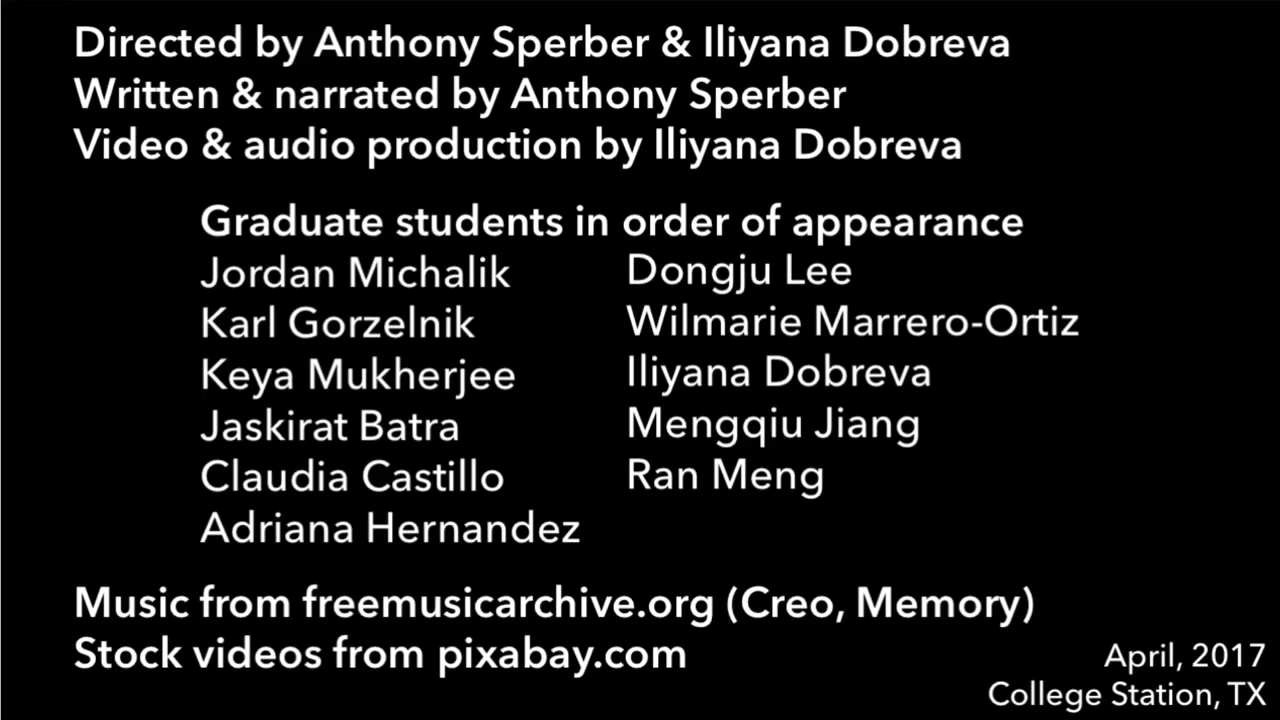 Directed by Anthony Sperber & Iliyana Dobreva
Written & narrated by Anthony Sperber
Video & audio production by Iliyana Dobreva
Graduate students in order of appearance
Jordan Michalik
Karl Gorzelnik
Keya Mukherjee
Jaskirat Batra
Claudia Castillo
Adriana Hernandez
Dongju Lee
Wilmarie Marrero-Ortiz
Iliyana Dobreva
Mengqiu Jiang
Ran Meng
Music from freemusicarchive.org (Creo, Memory)
Stock videos from pixabay.com
April, 2017
College Station, TX